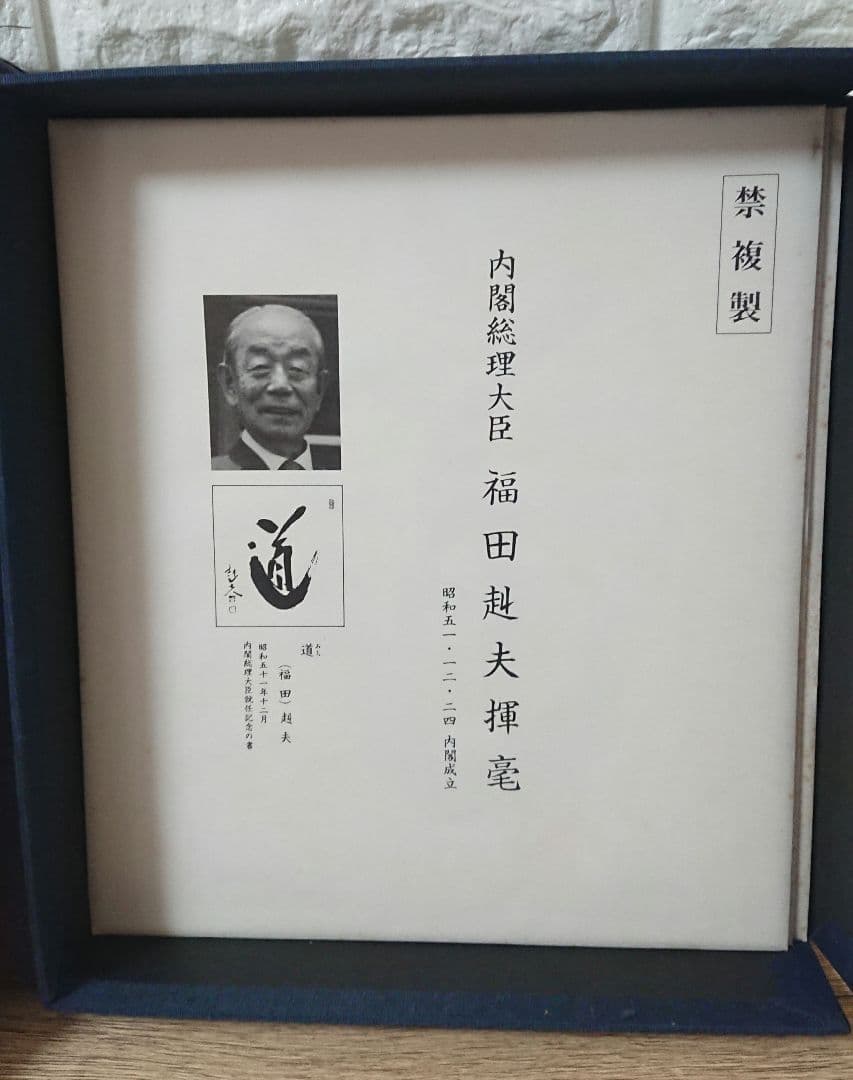 禁複製
内閣総理大臣 福田赳夫揮毫
昭和五一・一二・二四 内閣成立
道
道
みち
（福田）赳夫
昭和五十一年十二月
内閣総理大臣就任記念の書